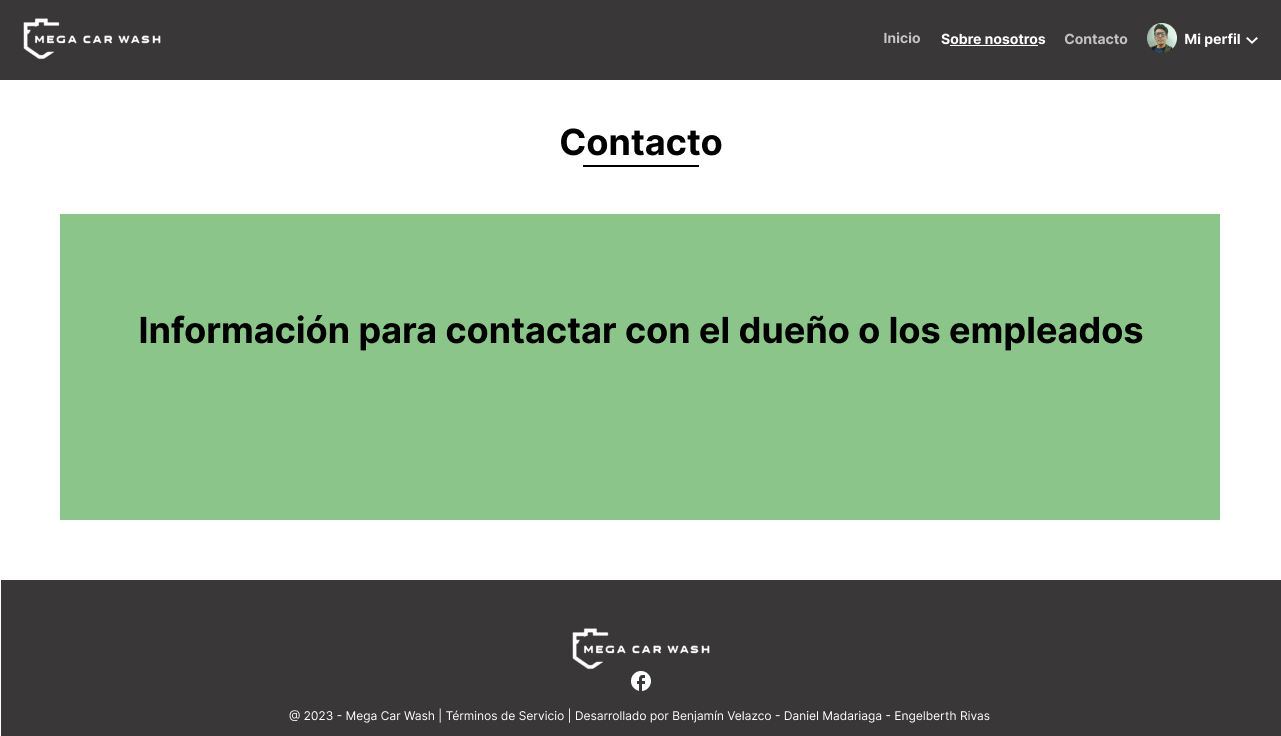 MEGA CAR WASH
Inicio Sobre nosotros Contacto Mi perfil
Contacto
Información para contactar con el dueño o los empleados
MEGA CAR WASH
@ 2023 - Mega Car Wash | Términos de Servicio | Desarrollado por Benjamín Velazco - Daniel Madariaga - Engelberth Rivas